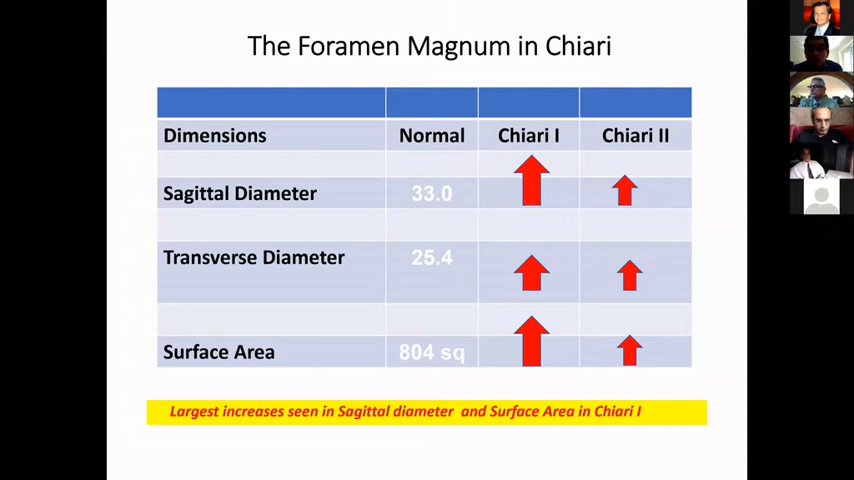 The Foramen Magnum in Chiari
Dimensions Normal Chiari I Chiari II
Sagittal Diameter 33.0
Transverse Diameter 25.4
Surface Area 804 sq
Largest increases seen in Sagittal diameter and Surface Area in Chiari I